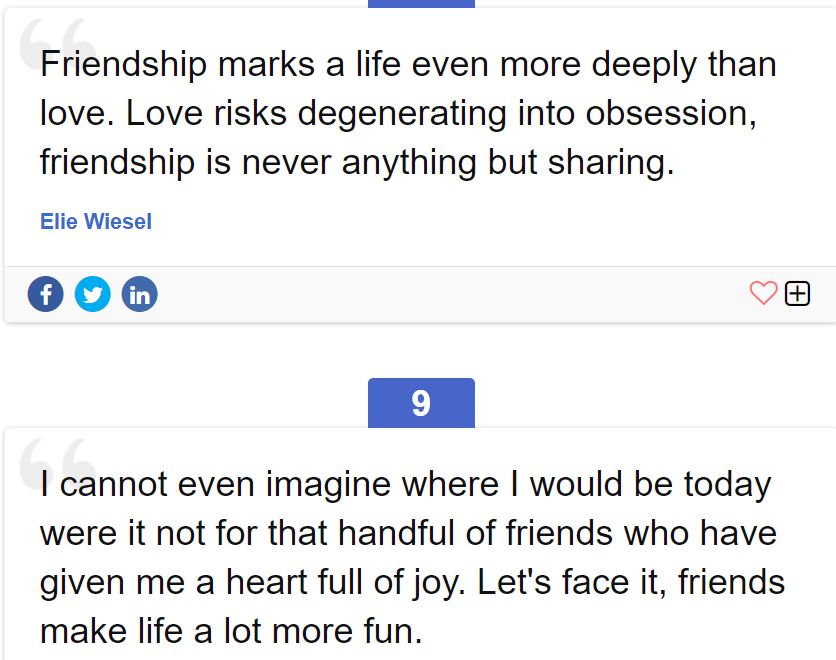 Friendship marks a life even more deeply than
love. Love risks degenerating into obsession,
friendship is never anything but sharing.
Elie Wiesel
9
I cannot even imagine where I would be today
were it not for that handful of friends who have
given me a heart full of joy. Let's face it, friends
make life a lot more fun.